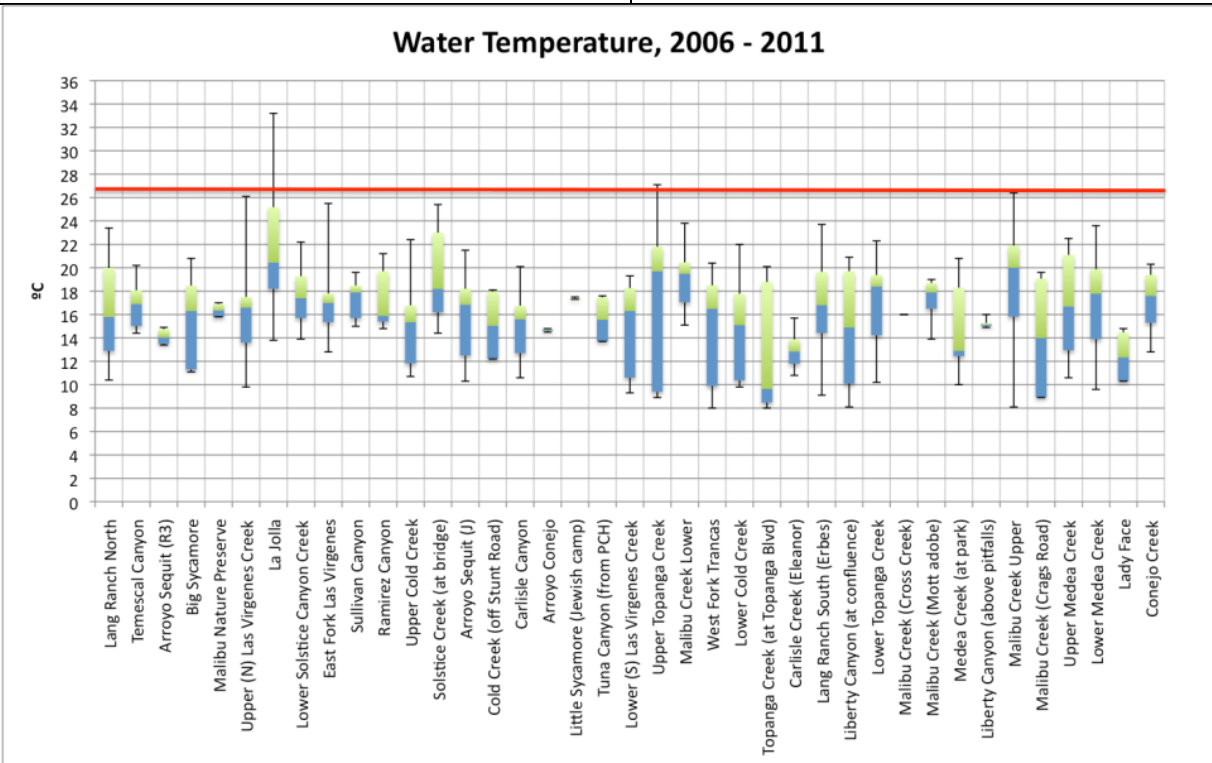 Water Temperature, 2006 - 2011
ºC
36
34
32
30
28
26
24
22
20
18
16
14
12
10
8
6
4
2
0
Lang Ranch North
Temescal Canyon
Arroyo Sequit (R3)
Big Sycamore
Malibu Nature Preserve
Upper (N) Las Virgenes Creek
La Jolla
Lower Solstice Canyon Creek
East Fork Las Virgenes
Sullivan Canyon
Ramirez Canyon
Upper Cold Creek
Solstice Creek (at bridge)
Arroyo Sequit (J)
Cold Creek (off Stunt Road)
Carlisle Canyon
Arroyo Conejo
Little Sycamore (Jewish camp)
Tuna Canyon (from PCH)
Lower (S) Las Virgenes Creek
Upper Topanga Creek
Malibu Creek Lower
West Fork Trancas
Lower Cold Creek
Topanga Creek (at Topanga Blvd)
Carlisle Creek (Eleanor)
Lang Ranch South (Erbes)
Liberty Canyon (at confluence)
Lower Topanga Creek
Malibu Creek (Cross Creek)
Malibu Creek (Mott adobe)
Medea Creek (at park)
Liberty Canyon (above pitfalls)
Malibu Creek Upper
Malibu Creek (Crags Road)
Upper Medea Creek
Lower Medea Creek
Lady Face
Conejo Creek